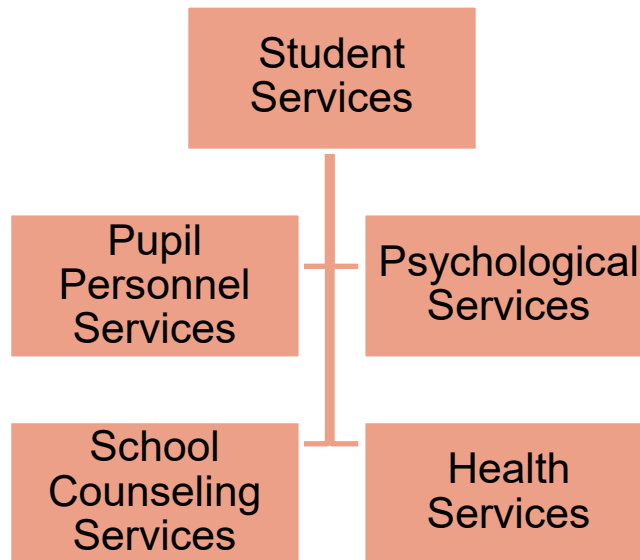 Student
Services
Pupil
Personnel
Services
Psychological
Services
School
Counseling
Services
Health
Services